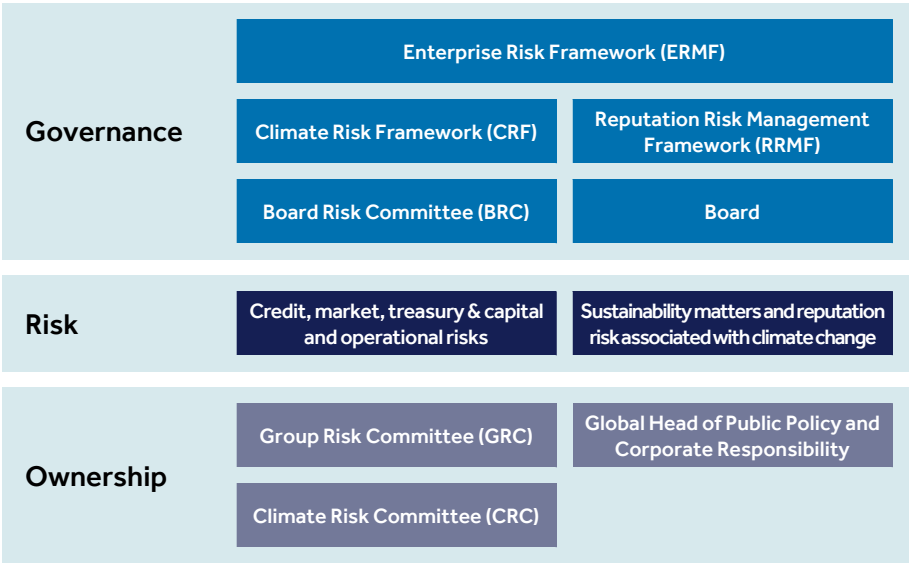 Enterprise Risk Framework (ERMF)
Governance
Climate Risk Framework (CRF)
Reputation Risk Management
Framework (RRMF)
Board Risk Committee (BRC)
Board
Risk
Credit, market, treasury & capital
and operational risks
Sustainability matters and reputation
risk associated with climate change
Ownership
Group Risk Committee (GRC)
Global Head of Public Policy and
Corporate Responsibility
Climate Risk Committee (CRC)